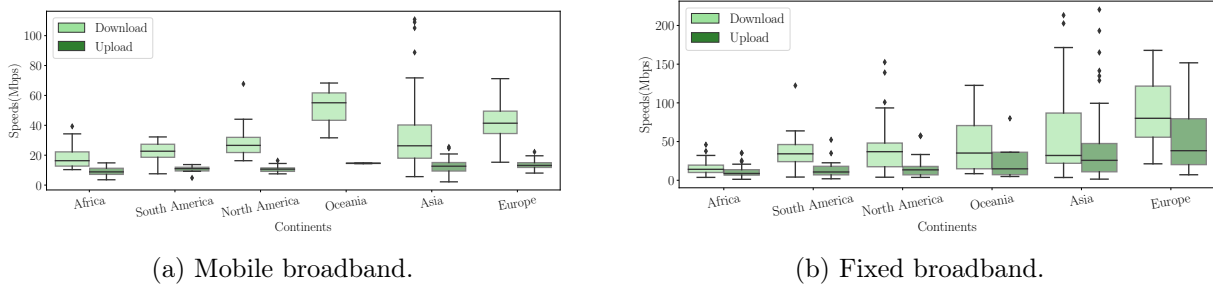 Download
Upload
Speeds(Mbps)
100
80
60
40
20
0
Africa
South America
North America
Oceania
Asia
Europe
Continents
(a) Mobile broadband.
Download
Upload
Speeds(Mbps)
200
150
100
50
0
Africa
South America
North America
Oceania
Asia
Europe
Continents
(b) Fixed broadband.